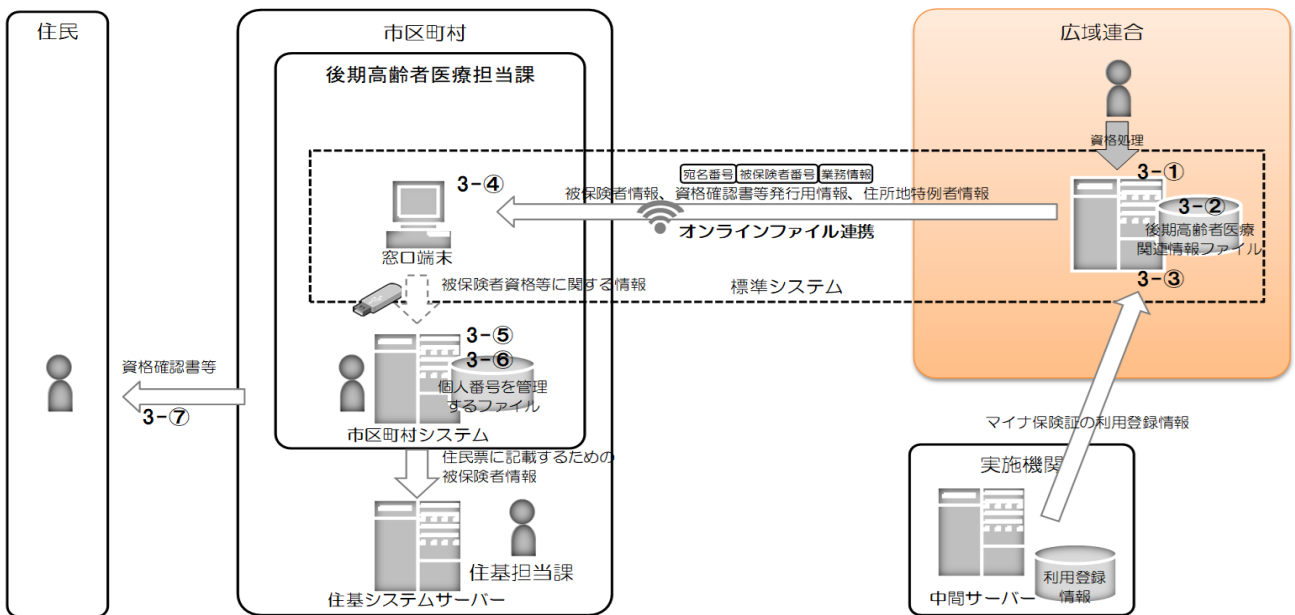 住民
市区町村
後期高齢者医療担当課
広域連合
資格処理
宛名番号 被保険者番号 業務情報
被保険者情報、資格確認書等発行用情報、住所地特例者情報
オンラインファイル連携
3-④
窓口端末
3-①
3-②
後期高齢者医療
関連情報ファイル
3-③
標準システム
被保険者資格等に関する情報
3-⑤
3-⑥
個人番号を管理
するファイル
市区町村システム
資格確認書等
3-⑦
住民票に記載するための
被保険者情報
住基担当課
住基システムサーバー
マイナ保険証の利用登録情報
実施機関
中間サーバー
利用登録
情報